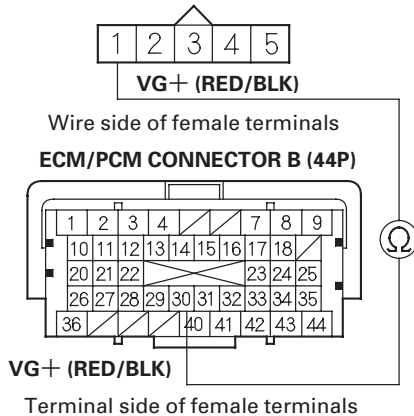 1 2 3 4 5
VG+ (RED/BLK)
Wire side of female terminals
ECM/PCM CONNECTOR B (44P)
1 2 3 4 7 8 9
10 11 12 13 14 15 16 17 18
Ω
20 21 22 23 24 25
26 27 28 29 30 31 32 33 34 35
36 40 41 42 43 44
VG+ (RED/BLK)
Terminal side of female terminals